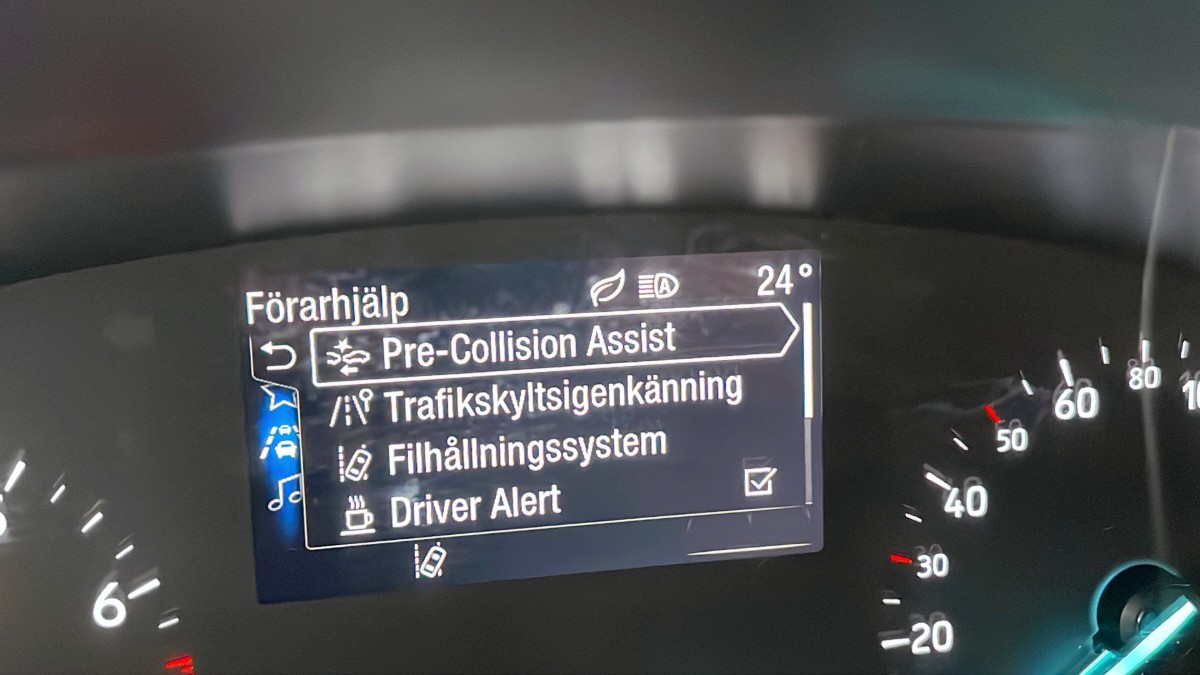 24°
Förarhjälp
Pre-Collision Assist
Trafikskyltsigenkänning
Filhållningssystem
Driver Alert
A
6
20
30
40
50
60
80